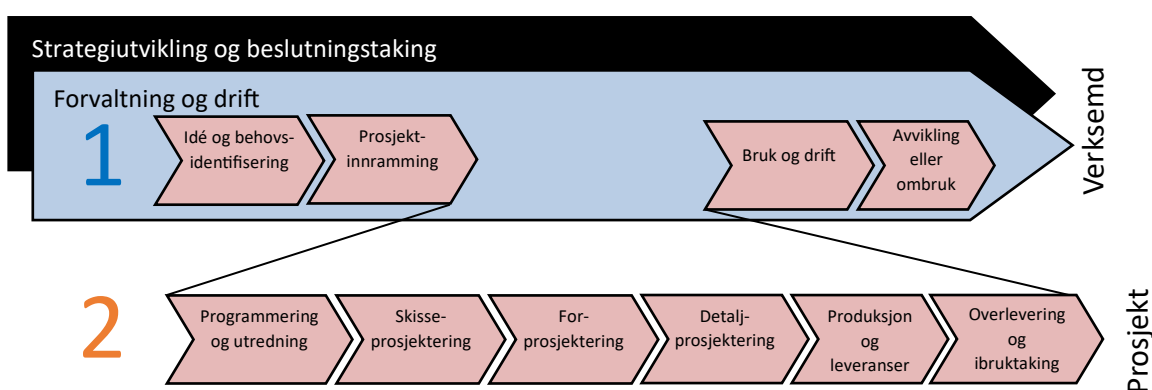 Strategiutvikling og beslutningstaking
Forvaltning og drift
1
Idé og behovs-
identifisering
Prosjekt-
innramming
Bruk og drift
Avvikling
eller
ombruk
Verksemd
2
Programmering
og utredning
Skisse-
prosjektering
For-
prosjektering
Detalj-
prosjektering
Produksjon
og
leveranser
Overlevering
og
ibruktaking
Prosjekt